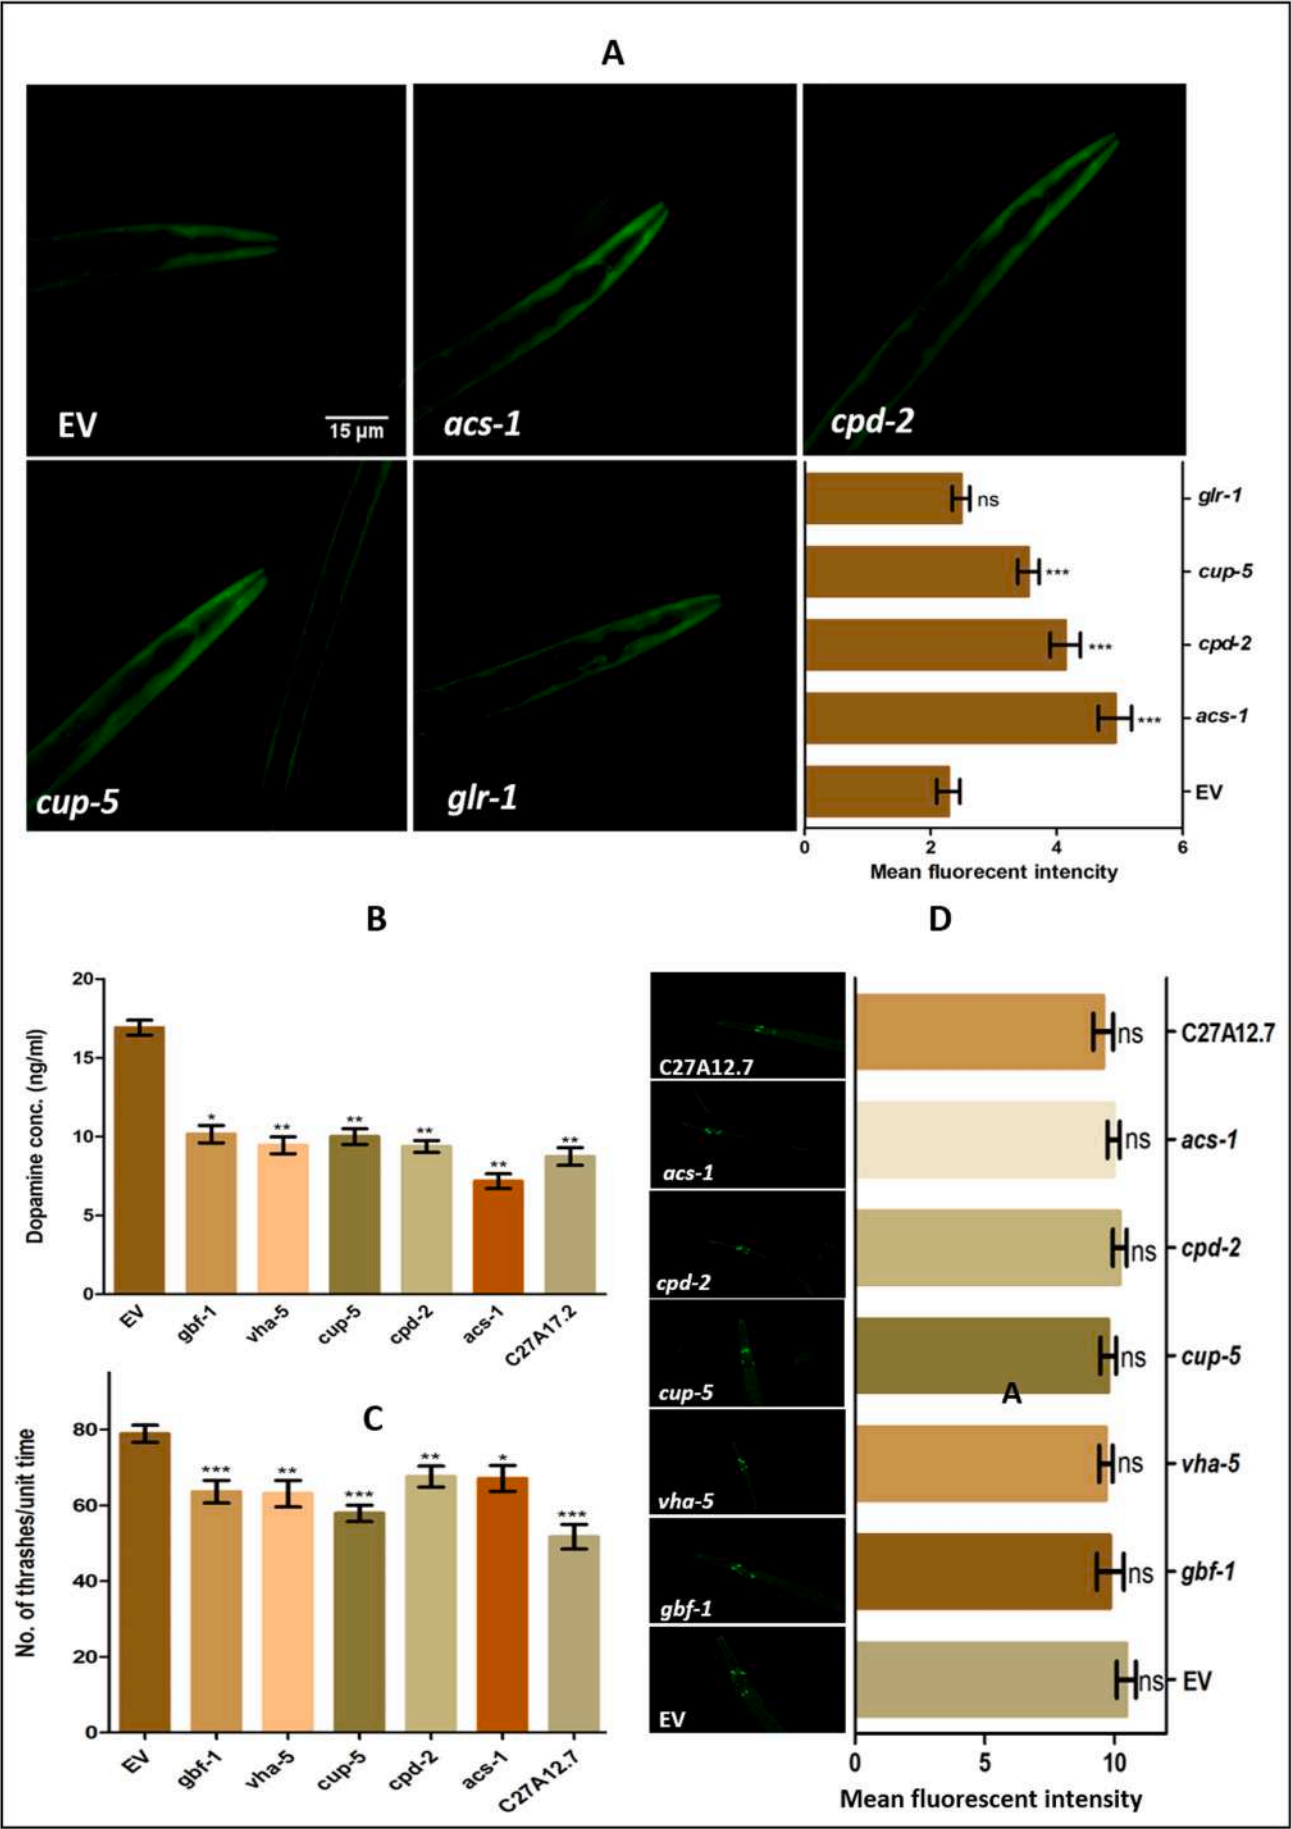 A
EV
15 µm
acs-1
cpd-2
cup-5
glr-1
ns
glr-1
***
cup-5
***
cpd-2
***
acs-1
EV
0 2 4 6
Mean fluorecent intencity
B
Dopamine conc. (ng/ml)
20
15
10
5
0
* ** ** ** ** **
EV gbf-1 vha-5 cup-5 cpd-2 acs-1 C27A17.2
C
No. of thrashes/unit time
80
60
40
20
0
*** ** *** ** * ***
EV gbf-1 vha-5 cup-5 cpd-2 acs-1 C27A12.7
D
C27A12.7
acs-1
cpd-2
cup-5
vha-5
gbf-1
EV
ns C27A12.7
ns acs-1
ns cpd-2
ns cup-5
A
ns vha-5
ns gbf-1
ns EV
0 5 10
Mean fluorescent intensity